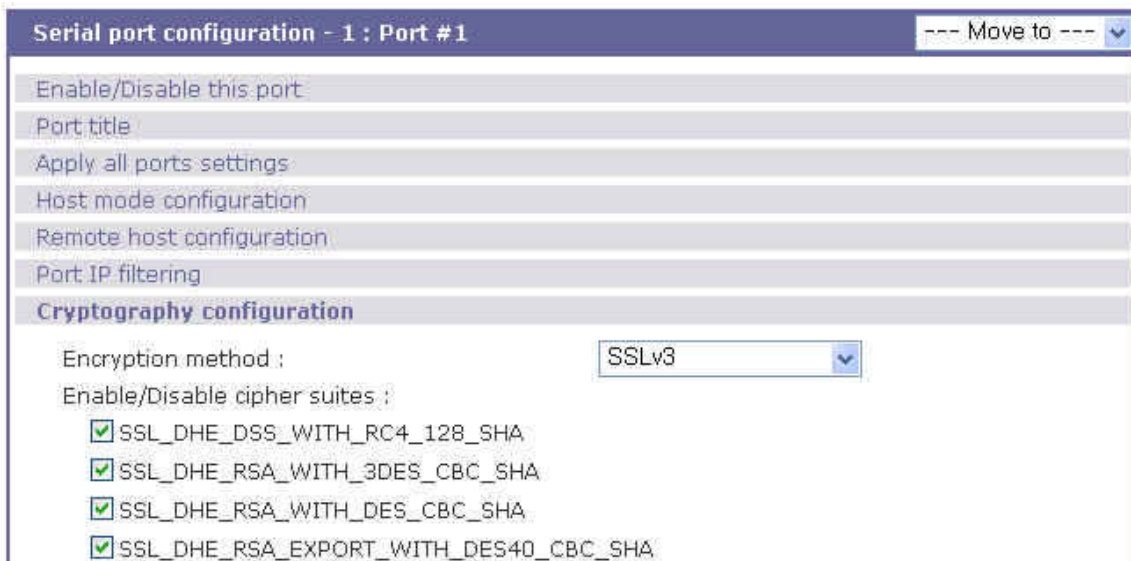 Serial port configuration - 1 : Port #1 --- Move to ---
Enable/Disable this port
Port title
Apply all ports settings
Host mode configuration
Remote host configuration
Port IP filtering
Cryptography configuration
Encryption method : SSLv3
Enable/Disable cipher suites :
SSL_DHE_DSS_WITH_RC4_128_SHA
SSL_DHE_RSA_WITH_3DES_CBC_SHA
SSL_DHE_RSA_WITH_DES_CBC_SHA
SSL_DHE_RSA_EXPORT_WITH_DES40_CBC_SHA